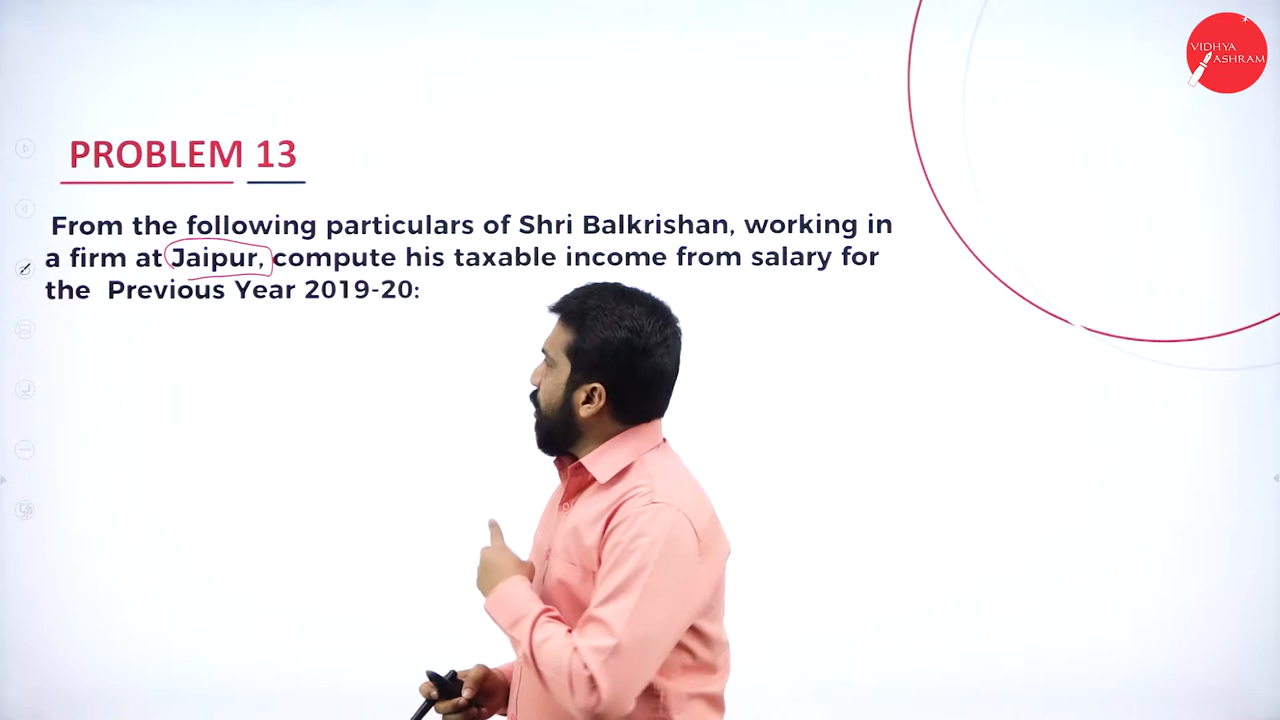 VIDHYA
ASHRAM
PROBLEM 13
From the following particulars of Shri Balkrishan, working in
a firm at Jaipur, compute his taxable income from salary for
the Previous Year 2019-20: